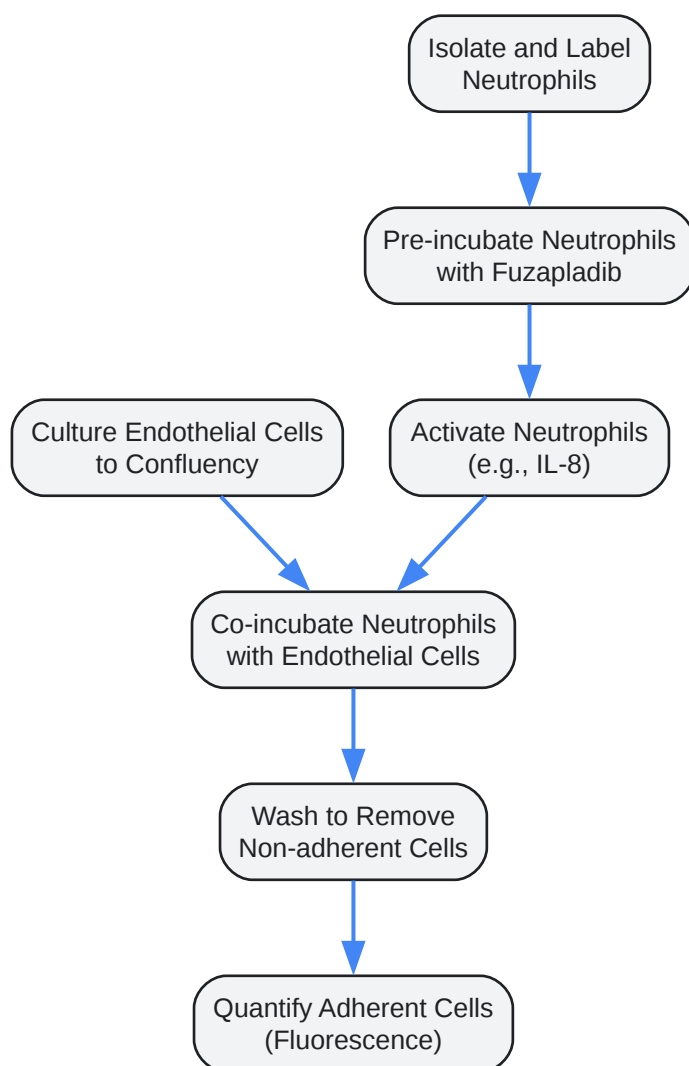 Isolate and Label
Neutrophils
Pre-incubate Neutrophils
with Fuzapladib
Culture Endothelial Cells
to Confluency
Activate Neutrophils
(e.g., IL-8)
Co-incubate Neutrophils
with Endothelial Cells
Wash to Remove
Non-adherent Cells
Quantify Adherent Cells
(Fluorescence)